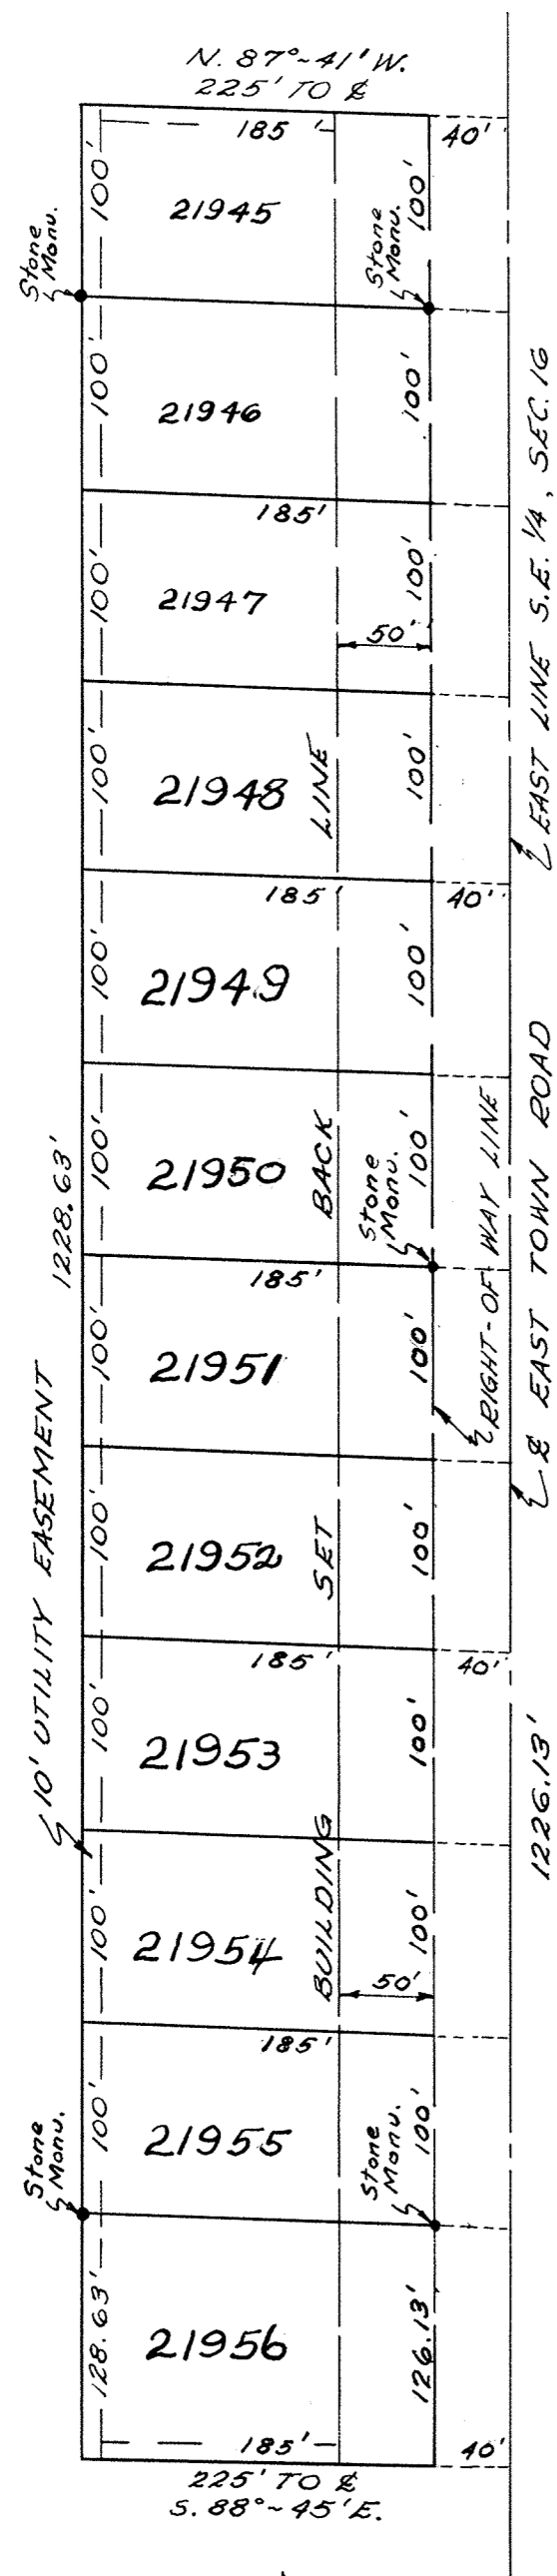 N. 87°~41' W.
225' TO ℄
185'
40'
100'
21945
100'
Stone
Monu.
Stone
Monu.
100'
21946
100'
185'
100'
21947
100'
50'
EAST LINE S.E. 1/4, SEC. 16
100'
21948
LINE
100'
185'
40'
100'
21949
100'
100'
21950
BACK
Stone
Monu.
100'
1228.63'
185'
RIGHT-OF-WAY LINE
℄ EAST TOWN ROAD
100'
21951
100'
10' UTILITY EASEMENT
100'
21952
SET
100'
185'
40'
100'
21953
100'
1226.13'
100'
21954
BUILDING
100'
50'
185'
100'
21955
100'
Stone
Monu.
Stone
Monu.
128.63'
21956
126.13'
185'
40'
225' TO ℄
S. 88°~45' E.